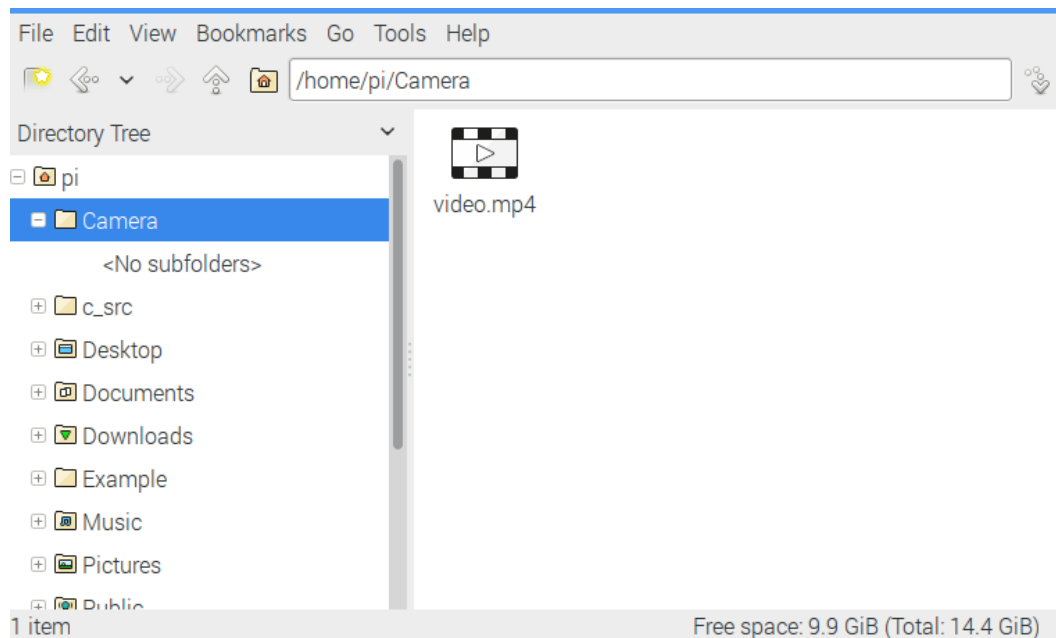 File Edit View Bookmarks Go Tools Help
/home/pi/Camera
Directory Tree
pi
Camera
<No subfolders>
c_src
Desktop
Documents
Downloads
Example
Music
Pictures
Public
video.mp4
1 item
Free space: 9.9 GiB (Total: 14.4 GiB)